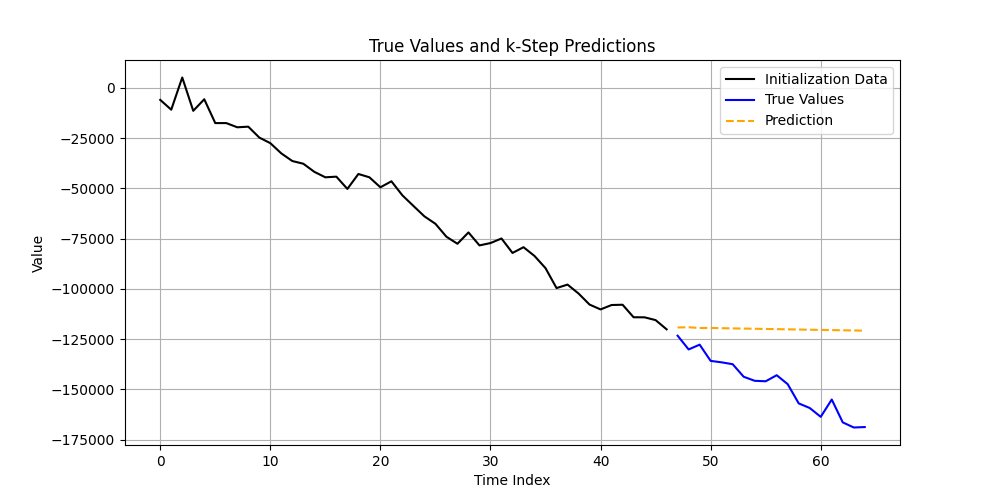 True Values and k-Step Predictions
Initialization Data
True Values
Prediction
0
−25000
−50000
−75000
−100000
−125000
−150000
−175000
Value
0 10 20 30 40 50 60
Time Index